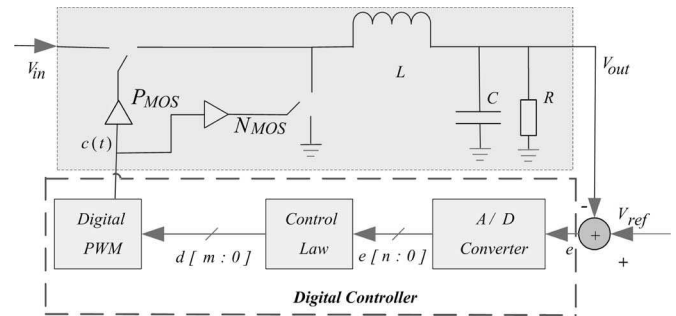 V_in
P_MOS
N_MOS
c(t)
L
C
R
V_out
V_ref
-
+
+
e
Digital
PWM
d [ m : 0 ]
Control
Law
e [ n : 0 ]
A / D
Converter
Digital Controller